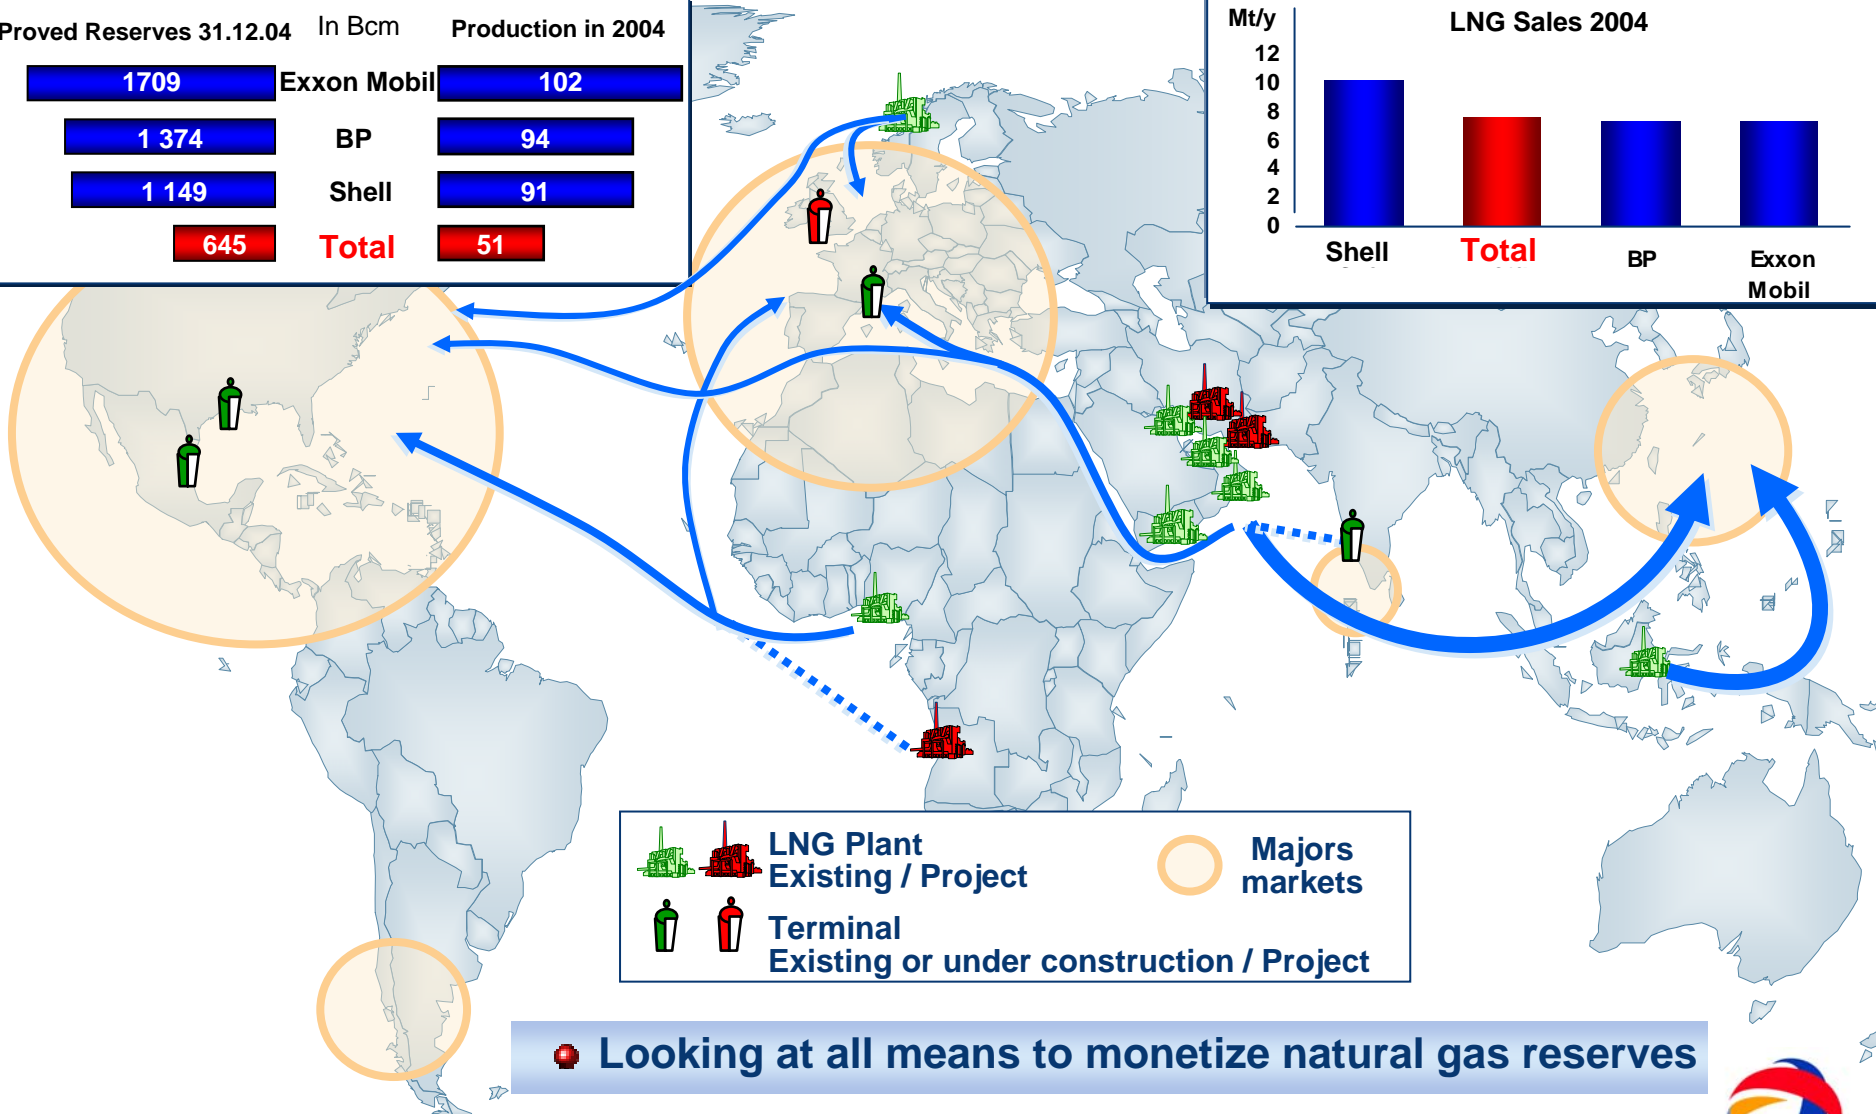 Proved Reserves 31.12.04 In Bcm Production in 2004
1709 Exxon Mobil 102
1 374 BP 94
1 149 Shell 91
645 Total 51
Mt/y LNG Sales 2004
12
10
8
6
4
2
0
Shell Total BP Exxon
Mobil
LNG Plant
Existing / Project
Majors
markets
Terminal
Existing or under construction / Project
Looking at all means to monetize natural gas reserves